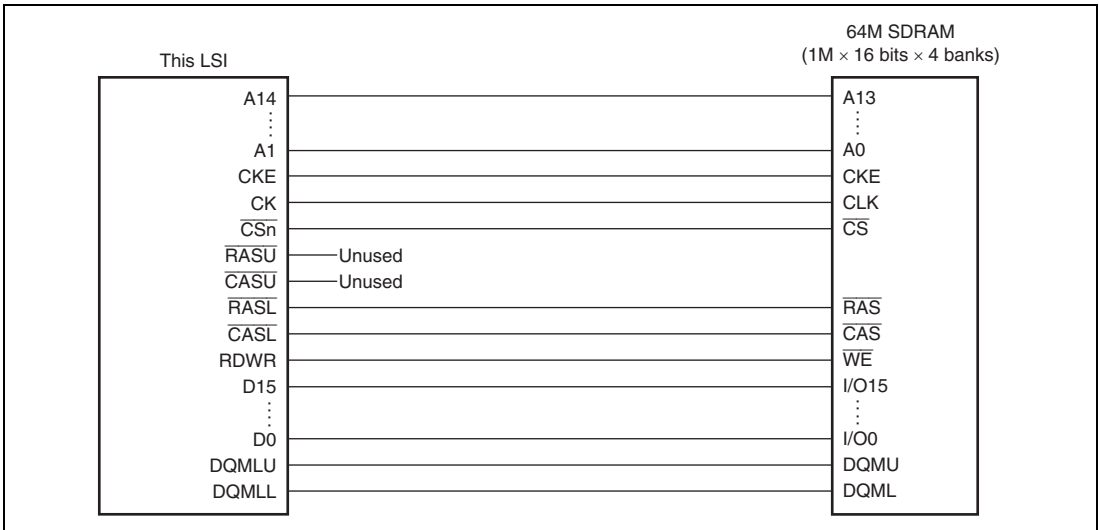 64M SDRAM
(1M × 16 bits × 4 banks)
This LSI
A14 A13
A1 A0
CKE CKE
CK CLK
CSn CS
RASU Unused
CASU Unused
RASL RAS
CASL CAS
RDWR WE
D15 I/O15
D0 I/O0
DQMLU DQMU
DQMLL DQML